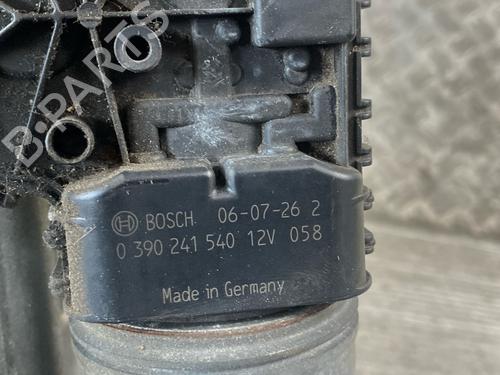 B-PARTS
BOSCH 06-07-26 2
0 390 241 540 12V 058
Made in Germany